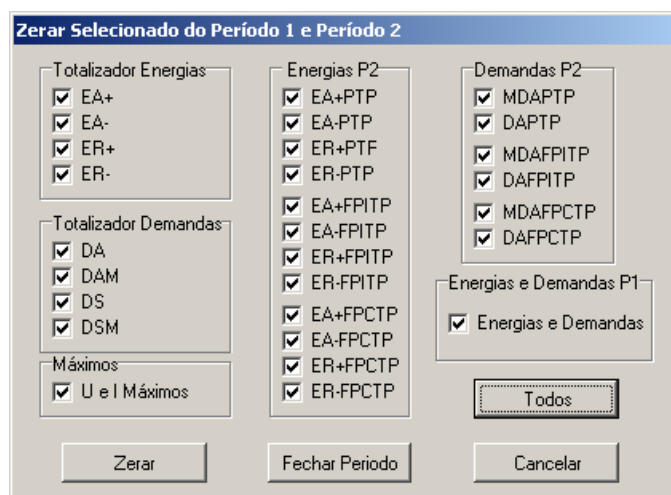 Zerar Selecionado do Período 1 e Período 2
Totalizador Energias
EA+
EA-
ER+
ER-
Totalizador Demandas
DA
DAM
DS
DSM
Máximos
U e I Máximos
Energias P2
EA+PTP
EA-PTP
ER+PTF
ER-PTP
EA+FPITP
EA-FPITP
ER+FPITP
ER-FPITP
EA+FPCTP
EA-FPCTP
ER+FPCTP
ER-FPCTP
Demandas P2
MDAPTP
DAPTP
MDAFPITP
DAFPITP
MDAFPCTP
DAFPCTP
Energias e Demandas P1
Energias e Demandas
Todos
Zerar
Fechar Periodo
Cancelar